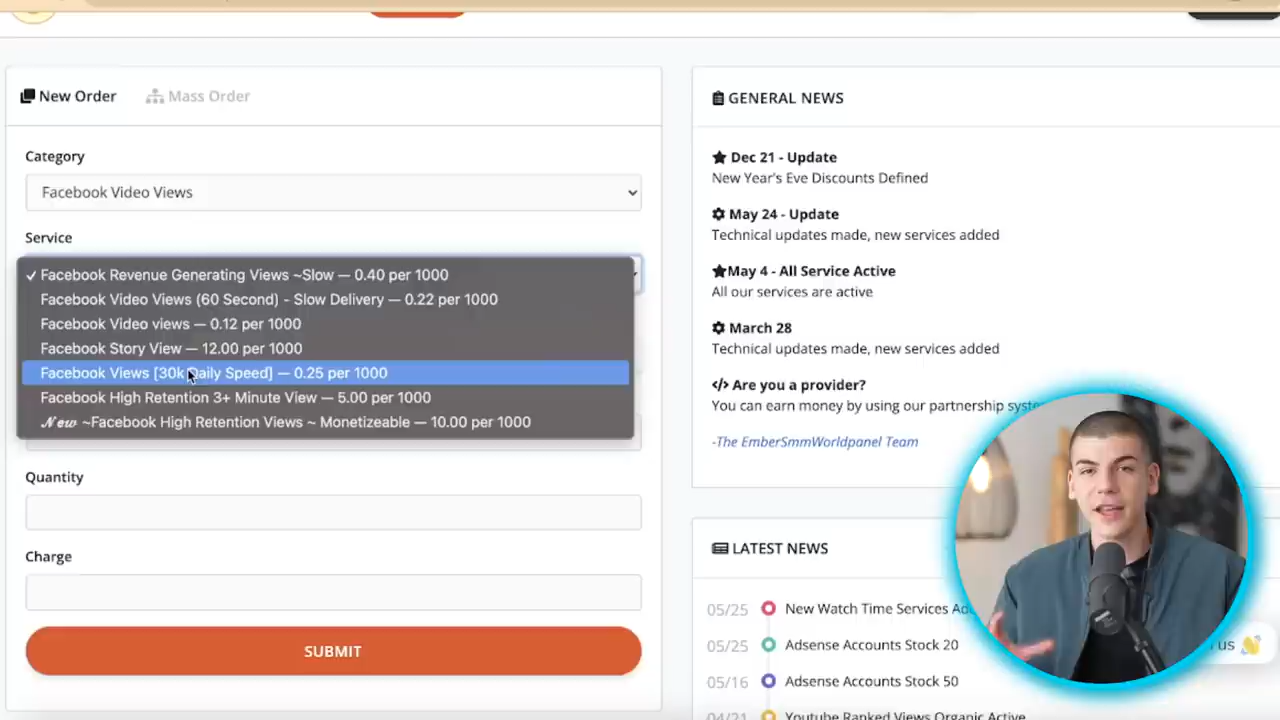 New Order
Mass Order
Category
Facebook Video Views
Service
✓ Facebook Revenue Generating Views ~Slow — 0.40 per 1000
Facebook Video Views (60 Second) - Slow Delivery — 0.22 per 1000
Facebook Video views — 0.12 per 1000
Facebook Story View — 12.00 per 1000
Facebook Views [30k Daily Speed] — 0.25 per 1000
Facebook High Retention 3+ Minute View — 5.00 per 1000
𝓝𝓮𝔀 ~Facebook High Retention Views ~ Monetizeable — 10.00 per 1000
Quantity
Charge
SUBMIT
GENERAL NEWS
Dec 21 - Update
New Year's Eve Discounts Defined
May 24 - Update
Technical updates made, new services added
May 4 - All Service Active
All our services are active
March 28
Technical updates made, new services added
</> Are you a provider?
You can earn money by using our partnership
-The EmberSmmWorldpanel Team
LATEST NEWS
05/25 New Watch Time Services
05/25 Adsense Accounts Stock 20
05/16 Adsense Accounts Stock 50
04/21 Youtube Ranked Views Organic Active
us 👋